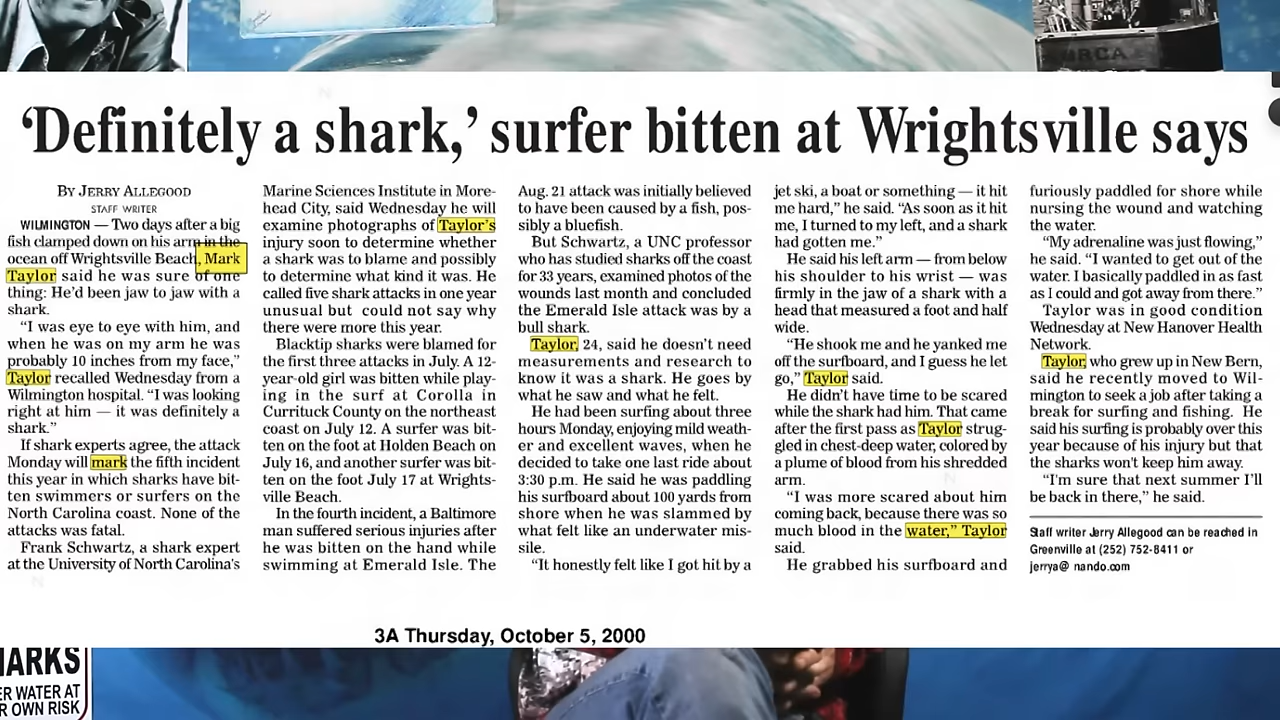 ORCA
'Definitely a shark,' surfer bitten at Wrightsville says
BY JERRY ALLEGOOD
STAFF WRITER
WILMINGTON — Two days after a big
fish clamped down on his arm in the
ocean off Wrightsville Beach, Mark
Taylor said he was sure of one
thing: He'd been jaw to jaw with a
shark.
“I was eye to eye with him, and
when he was on my arm he was
probably 10 inches from my face,”
Taylor recalled Wednesday from a
Wilmington hospital. “I was looking
right at him — it was definitely a
shark.”
If shark experts agree, the attack
Monday will mark the fifth incident
this year in which sharks have bit-
ten swimmers or surfers on the
North Carolina coast. None of the
attacks was fatal.
Frank Schwartz, a shark expert
at the University of North Carolina's
Marine Sciences Institute in More-
head City, said Wednesday he will
examine photographs of Taylor's
injury soon to determine whether
a shark was to blame and possibly
to determine what kind it was. He
called five shark attacks in one year
unusual but could not say why
there were more this year.
Blacktip sharks were blamed for
the first three attacks in July. A 12-
year-old girl was bitten while play-
ing in the surf at Corolla in
Currituck County on the northeast
coast on July 12. A surfer was bit-
ten on the foot at Holden Beach on
July 16, and another surfer was bit-
ten on the foot July 17 at Wrights-
ville Beach.
In the fourth incident, a Baltimore
man suffered serious injuries after
he was bitten on the hand while
swimming at Emerald Isle. The
Aug. 21 attack was initially believed
to have been caused by a fish, pos-
sibly a bluefish.
But Schwartz, a UNC professor
who has studied sharks off the coast
for 33 years, examined photos of the
wounds last month and concluded
the Emerald Isle attack was by a
bull shark.
Taylor, 24, said he doesn't need
measurements and research to
know it was a shark. He goes by
what he saw and what he felt.
He had been surfing about three
hours Monday, enjoying mild weath-
er and excellent waves, when he
decided to take one last ride about
3:30 p.m. He said he was paddling
his surfboard about 100 yards from
shore when he was slammed by
what felt like an underwater mis-
sile.
“It honestly felt like I got hit by a
jet ski, a boat or something — it hit
me hard,” he said. “As soon as it hit
me, I turned to my left, and a shark
had gotten me.”
He said his left arm — from below
his shoulder to his wrist — was
firmly in the jaw of a shark with a
head that measured a foot and half
wide.
“He shook me and he yanked me
off the surfboard, and I guess he let
go,” Taylor said.
He didn't have time to be scared
while the shark had him. That came
after the first pass as Taylor strug-
gled in chest-deep water, colored by
a plume of blood from his shredded
arm.
“I was more scared about him
coming back, because there was so
much blood in the water,” Taylor
said.
He grabbed his surfboard and
furiously paddled for shore while
nursing the wound and watching
the water.
“My adrenaline was just flowing,”
he said. “I wanted to get out of the
water. I basically paddled in as fast
as I could and got away from there.”
Taylor was in good condition
Wednesday at New Hanover Health
Network.
Taylor, who grew up in New Bern,
said he recently moved to Wil-
mington to seek a job after taking a
break for surfing and fishing. He
said his surfing is probably over this
year because of his injury but that
the sharks won't keep him away.
“I'm sure that next summer I'll
be back in there,” he said.
Staff writer Jerry Allegood can be reached in
Greenville at (252) 752-8411 or
jerrya@ nando.com
3A Thursday, October 5, 2000
ARKS
ER WATER AT
R OWN RISK